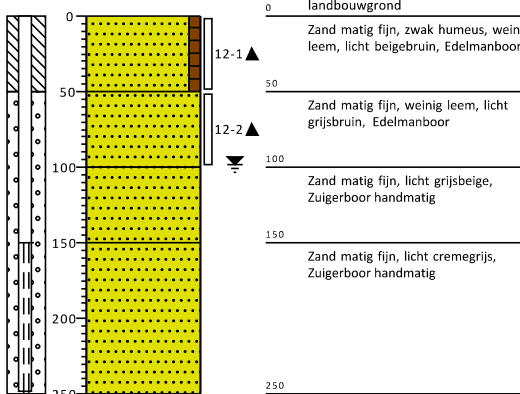 0
landbouwgrond
0
Zand matig fijn, zwak humeus, wein
leem, licht beigebruin, Edelmanboor
12-1
50
50
Zand matig fijn, weinig leem, licht
grijsbruin, Edelmanboor
12-2
100
100
Zand matig fijn, licht grijsbeige,
Zuigerboor handmatig
150
150
Zand matig fijn, licht cremegrijs,
Zuigerboor handmatig
200
250
250